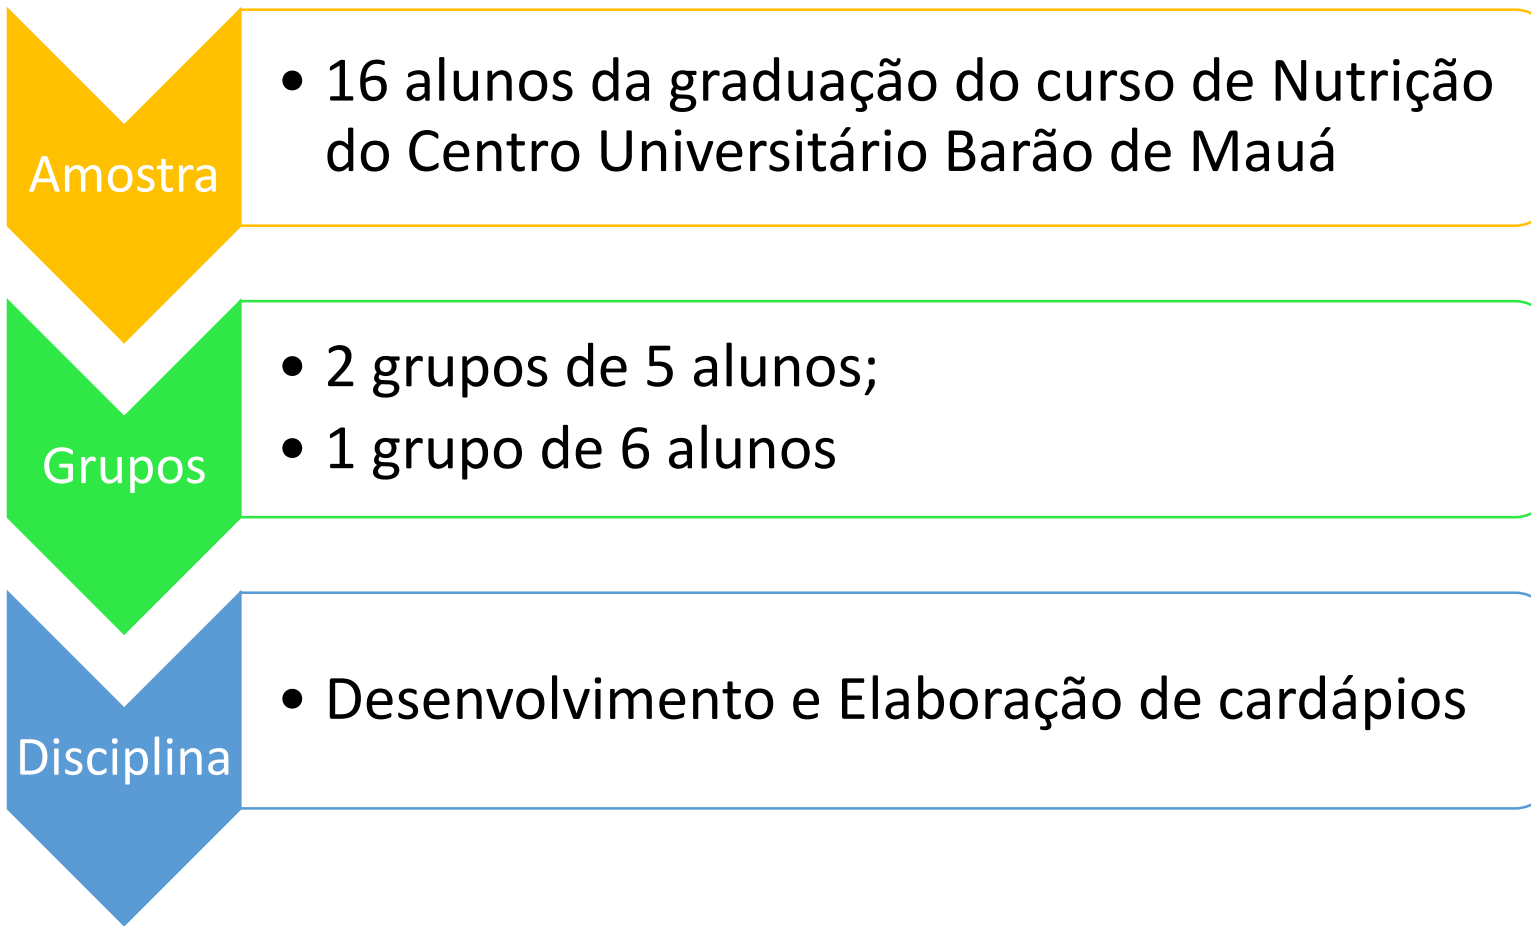 Amostra
• 16 alunos da graduação do curso de Nutrição
do Centro Universitário Barão de Mauá
Grupos
• 2 grupos de 5 alunos;
• 1 grupo de 6 alunos
Disciplina
• Desenvolvimento e Elaboração de cardápios